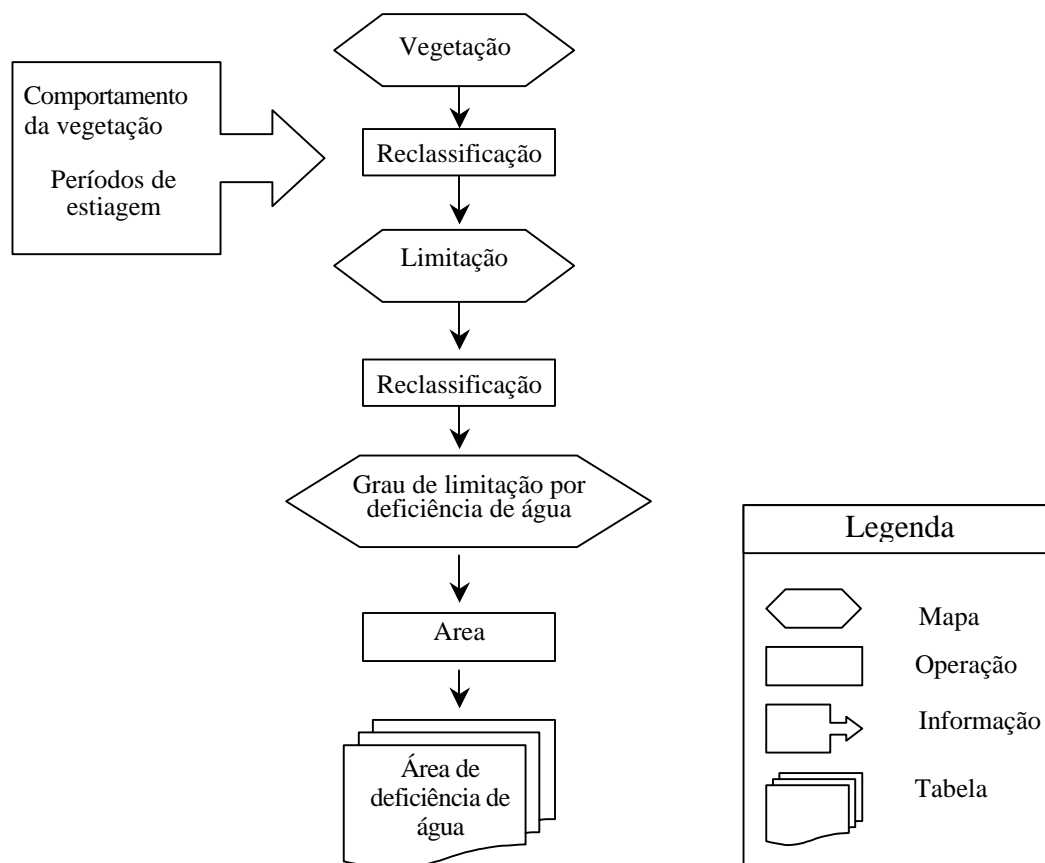 Vegetação
Comportamento
da vegetação
Períodos de
estiagem
Reclassificação
Limitação
Reclassificação
Grau de limitação por
deficiência de água
Area
Área de
deficiência de
água
Legenda
Mapa
Operação
Informação
Tabela